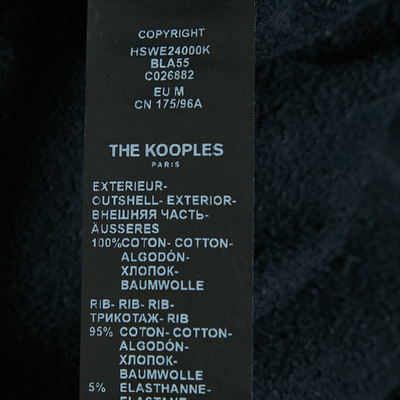 COPYRIGHT
HSWE24000K
BLA55
C026882
EU M
CN 175/96A
THE KOOPLES
PARIS
EXTERIEUR-
OUTSHELL- EXTERIOR-
ВНЕШНЯЯ ЧАСТЬ-
ÄUSSERES
100%COTON- COTTON-
ALGODÓN-
ХЛОПОК-
BAUMWOLLE
RIB- RIB- RIB-
ТРИКОТАЖ- RIB
95% COTON- COTTON-
ALGODÓN-
ХЛОПОК-
BAUMWOLLE
5% ELASTHANNE-
ELASTANE-